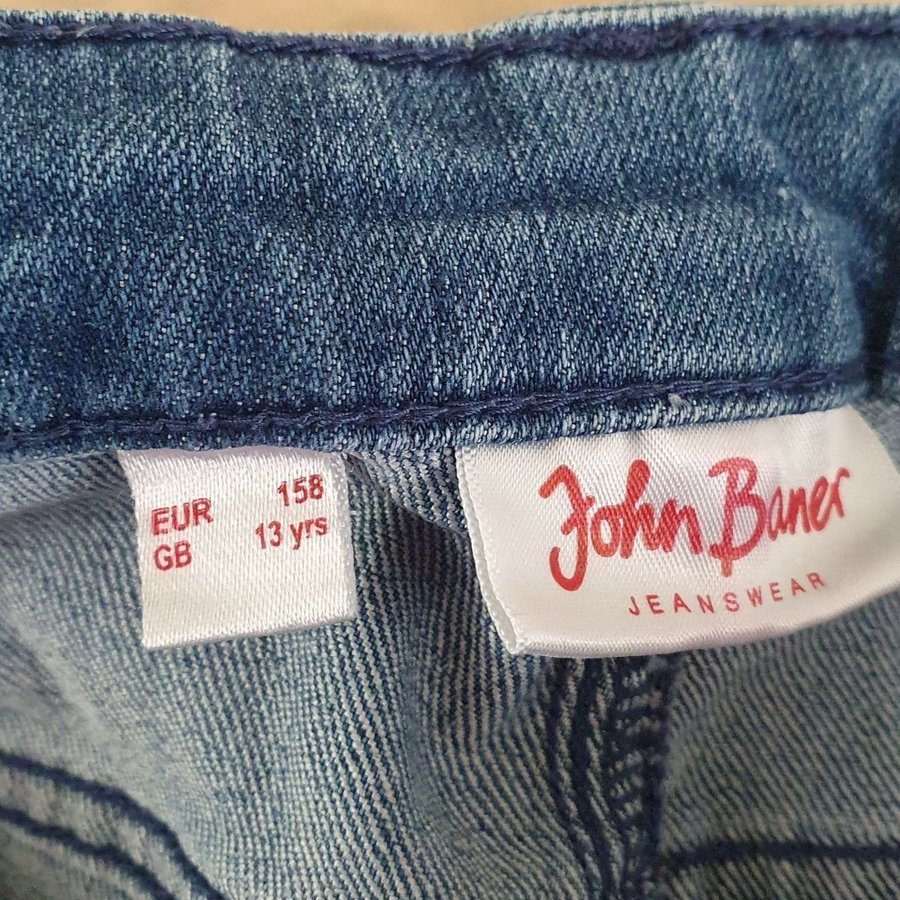 EUR 158
GB 13 yrs
John Baner
JEANSWEAR